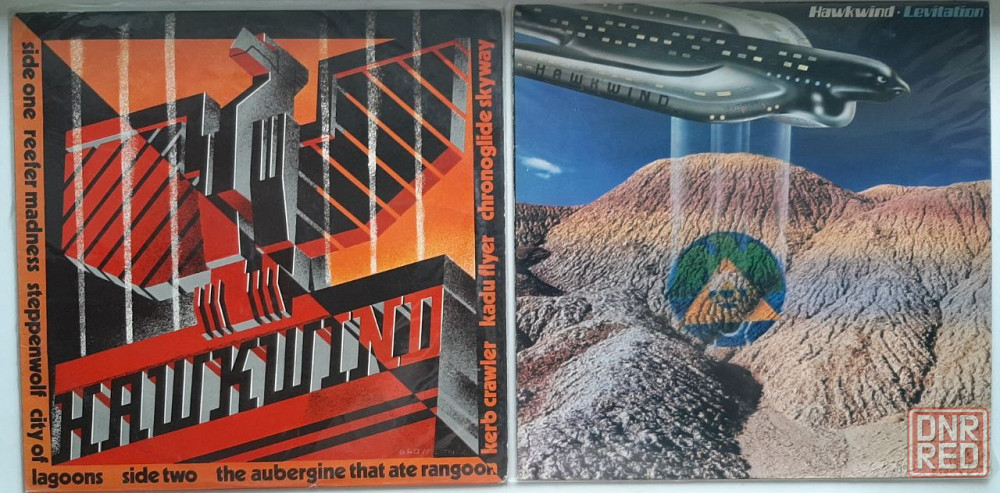 side one reefer madness steppenwolf city of
lagoons side two the aubergine that ate rangoon
kerb crawler kadu flyer chronoglide skyway
HAWKWIND
Hawkwind · Levitation
HAWKWIND
DNR
RED